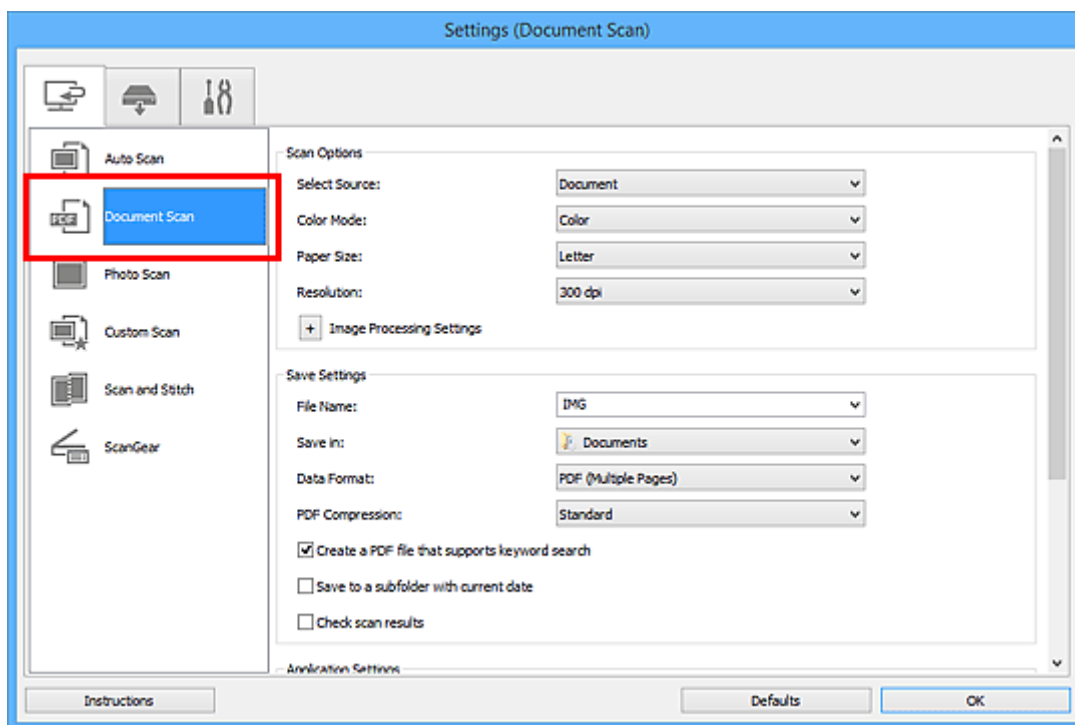 Settings (Document Scan)
Auto Scan
PDF
Document Scan
Photo Scan
Custom Scan
Scan and Stitch
ScanGear
Scan Options
Select Source: Document
Color Mode: Color
Paper Size: Letter
Resolution: 300 dpi
+ Image Processing Settings
Save Settings
File Name: IMG
Save in: Documents
Data Format: PDF (Multiple Pages)
PDF Compression: Standard
Create a PDF file that supports keyword search
Save to a subfolder with current date
Check scan results
Application Settings
Instructions Defaults OK